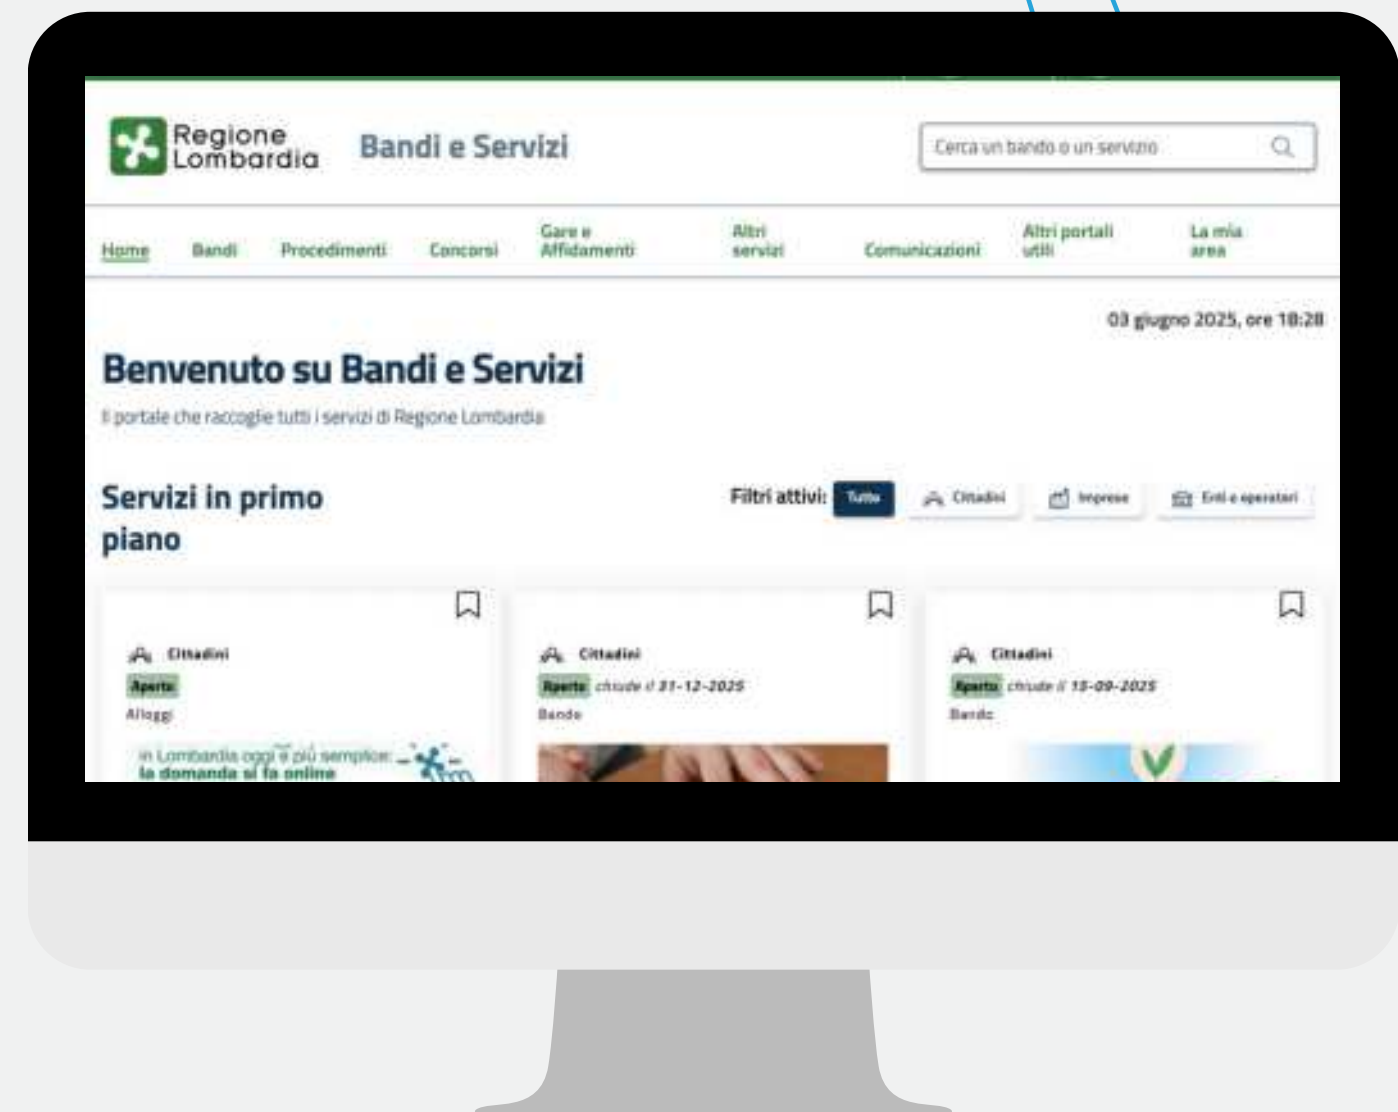 Regione
Lombardia
Bandi e Servizi
Cerca un bando o un servizio
Home
Bandi
Procedimenti
Concorsi
Gare e
Affidamenti
Altri
servizi
Comunicazioni
Altri portali
utili
La mia
area
03 giugno 2025, ore 18:28
Benvenuto su Bandi e Servizi
Il portale che raccoglie tutti i servizi di Regione Lombardia
Servizi in primo
piano
Filtri attivi:
Tutto
Cittadini
Imprese
Enti e operatori
Cittadini
Aperto
Alloggi
in Lombardia oggi è più semplice:
la domanda si fa online
Cittadini
Aperto chiude il 31-12-2025
Bando
Cittadini
Aperto chiude il 15-09-2025
Bando